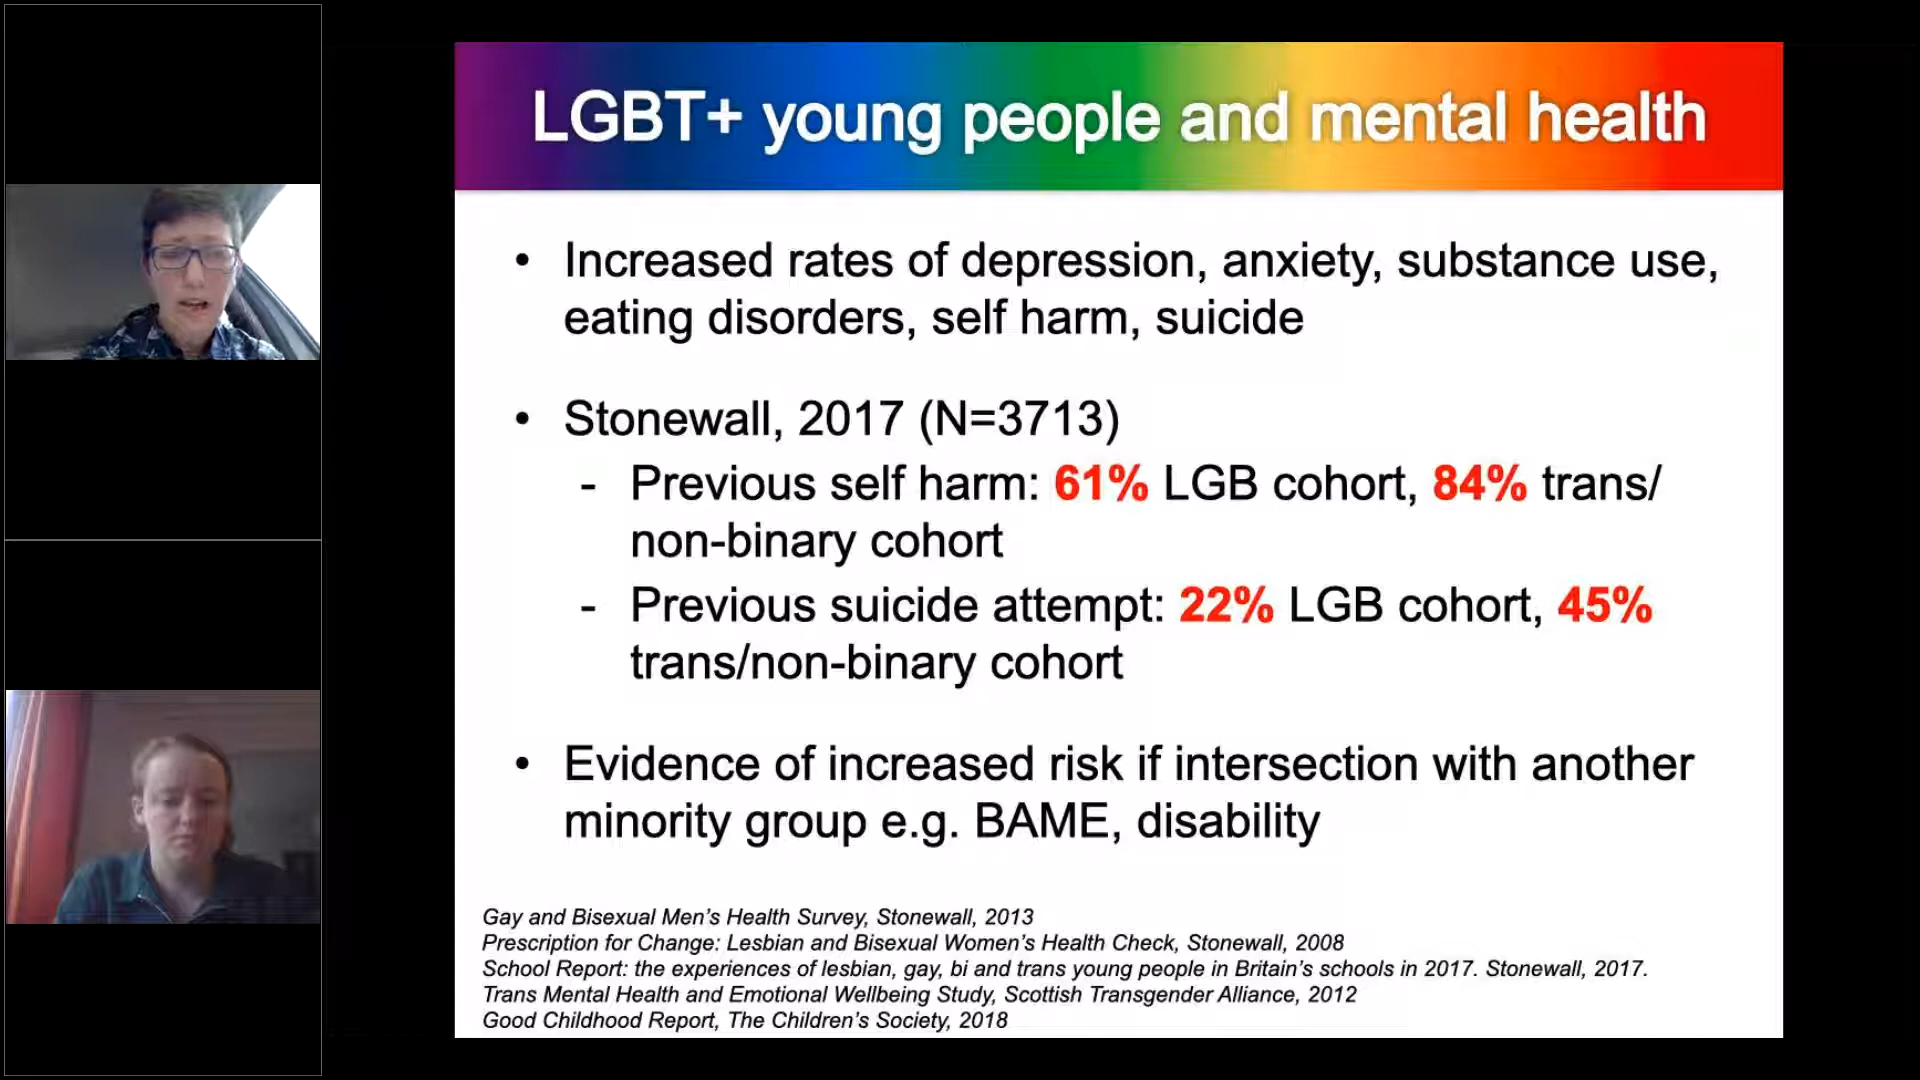 LGBT+ young people and mental health
• Increased rates of depression, anxiety, substance use,
eating disorders, self harm, suicide
• Stonewall, 2017 (N=3713)
- Previous self harm: 61% LGB cohort, 84% trans/
non-binary cohort
- Previous suicide attempt: 22% LGB cohort, 45%
trans/non-binary cohort
• Evidence of increased risk if intersection with another
minority group e.g. BAME, disability
Gay and Bisexual Men's Health Survey, Stonewall, 2013
Prescription for Change: Lesbian and Bisexual Women's Health Check, Stonewall, 2008
School Report: the experiences of lesbian, gay, bi and trans young people in Britain's schools in 2017. Stonewall, 2017.
Trans Mental Health and Emotional Wellbeing Study, Scottish Transgender Alliance, 2012
Good Childhood Report, The Children's Society, 2018